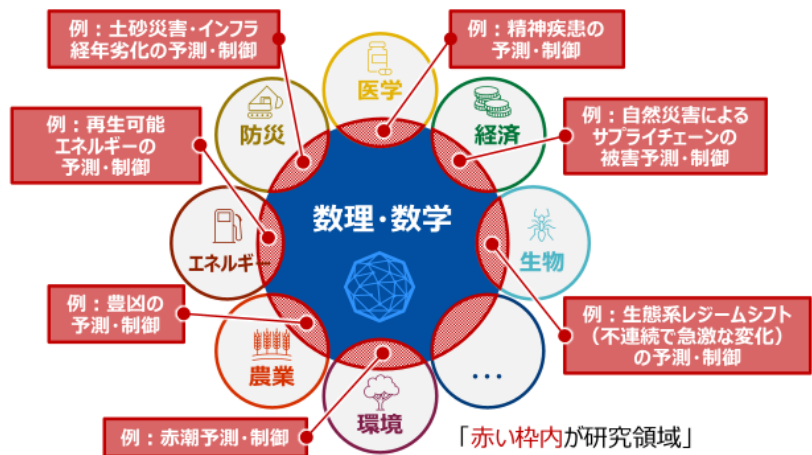 例：土砂災害・インフラ
経年劣化の予測・制御
例：精神疾患の
予測・制御
医学
防災
経済
例：再生可能
エネルギーの
予測・制御
例：自然災害による
サプライチェーンの
被害予測・制御
数理・数学
エネルギー
生物
例：豊凶の
予測・制御
例：生態系レジームシフト
（不連続で急激な変化）
の予測・制御
農業
…
環境
例：赤潮予測・制御
「赤い枠内が研究領域」